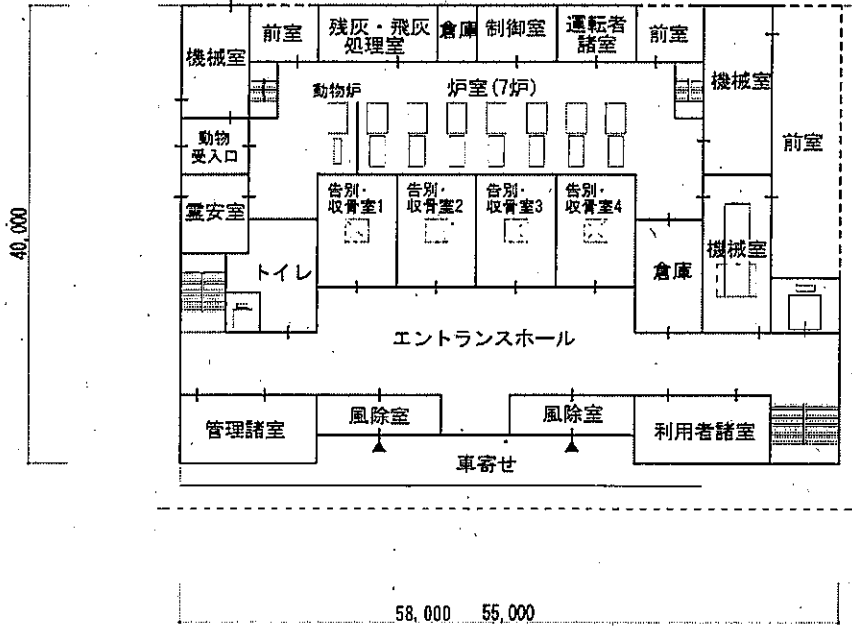 機械室
前室
残灰・飛灰
処理室
倉庫
制御室
運転者
諸室
前室
機械室
動物炉
炉室(7炉)
動物
受入口
前室
霊安室
告別・
収骨室1
告別・
収骨室2
告別・
収骨室3
告別・
収骨室4
40,000
トイレ
倉庫
機械室
エントランスホール
管理諸室
風除室
風除室
利用者諸室
車寄せ
58,000
55,000